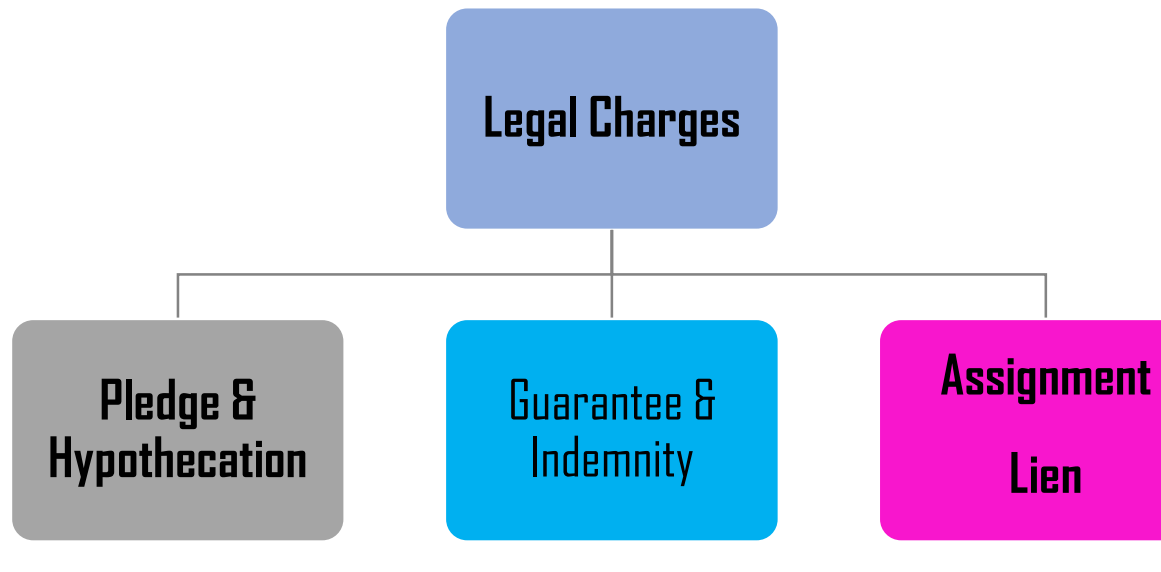 Legal Charges
Pledge &
Hypothecation
Guarantee &
Indemnity
Assignment
Lien